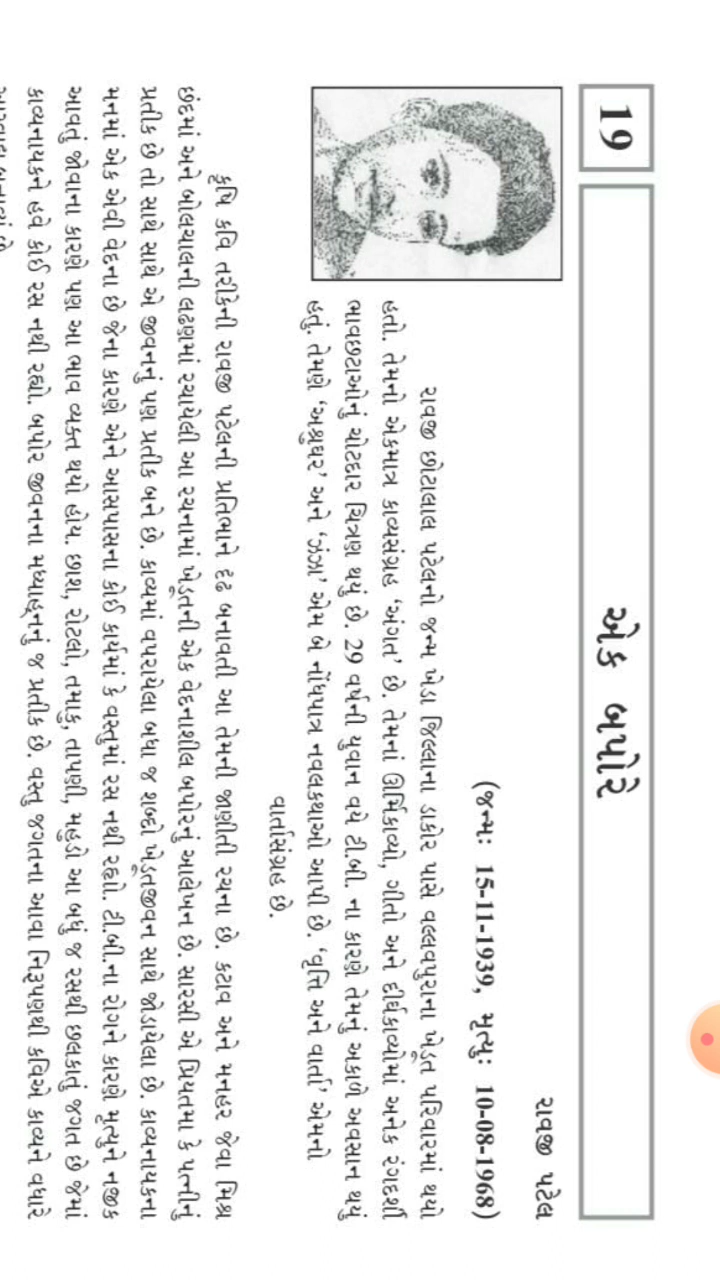 19
એક બપોરે
રાવજી પટેલ
(જન્મ: 15-11-1939, મૃત્યુ: 10-08-1968)
રાવજી છોટાલાલ પટેલનો જન્મ ખેડા જિલ્લાના ડાકોર પાસે વલ્લવપુરાના ખેડૂત પરિવારમાં થયો
હતો. તેમનો એકમાત્ર કાવ્યસંગ્રહ ‘અંગત’ છે. તેમનાં ઊર્મિકાવ્યો, ગીતો અને દીર્ઘકાવ્યોમાં અનેક રંગદર્શી
ભાવછટાઓનું ચોટદાર ચિત્રણ થયું છે. 29 વર્ષની યુવાન વયે ટી.બી. ના કારણે તેમનું અકાળે અવસાન થયું
હતું. તેમણે ‘અશ્રુઘર’ અને ‘ઝંઝા’ એમ બે નોંધપાત્ર નવલકથાઓ આપી છે. ‘વૃત્તિ અને વાર્તા’ એમનો
વાર્તાસંગ્રહ છે.
કૃષિ કવિ તરીકેની રાવજી પટેલની પ્રતિભાને દૃઢ બનાવતી આ તેમની જાણીતી રચના છે. કટાવ અને મનહર જેવા મિશ્ર
છંદમાં અને બોલચાલની લઢણમાં રચાયેલી આ રચનામાં ખેડૂતની એક વેદનાશીલ બપોરનું આલેખન છે. સારસી એ પ્રિયતમા કે પત્નીનું
પ્રતીક છે તો સાથે સાથે એ જીવનનું પણ પ્રતીક બને છે. કાવ્યમાં વપરાયેલા બધા જ શબ્દો ખેડૂતજીવન સાથે જોડાયેલા છે. કાવ્યનાયકના
મનમાં એક એવી વેદના છે જેના કારણે એને આસપાસના કોઈ કાર્યમાં કે વસ્તુમાં રસ નથી રહ્યો. ટી.બી.ના રોગને કારણે મૃત્યુને નજીક
આવતું જોવાના કારણે પણ આ ભાવ વ્યક્ત થયો હોય. છાશ, રોટલો, તમાકુ, તાપણી, મહુડો આ બધું જ રસથી છલકાતું જગત છે જેમાં
કાવ્યનાયકને હવે કોઈ રસ નથી રહ્યો. બપોર જીવનના મધ્યાહ્નનું જ પ્રતીક છે. વસ્તુ જગતના આવા નિરૂપણથી કવિએ કાવ્યને વધારે